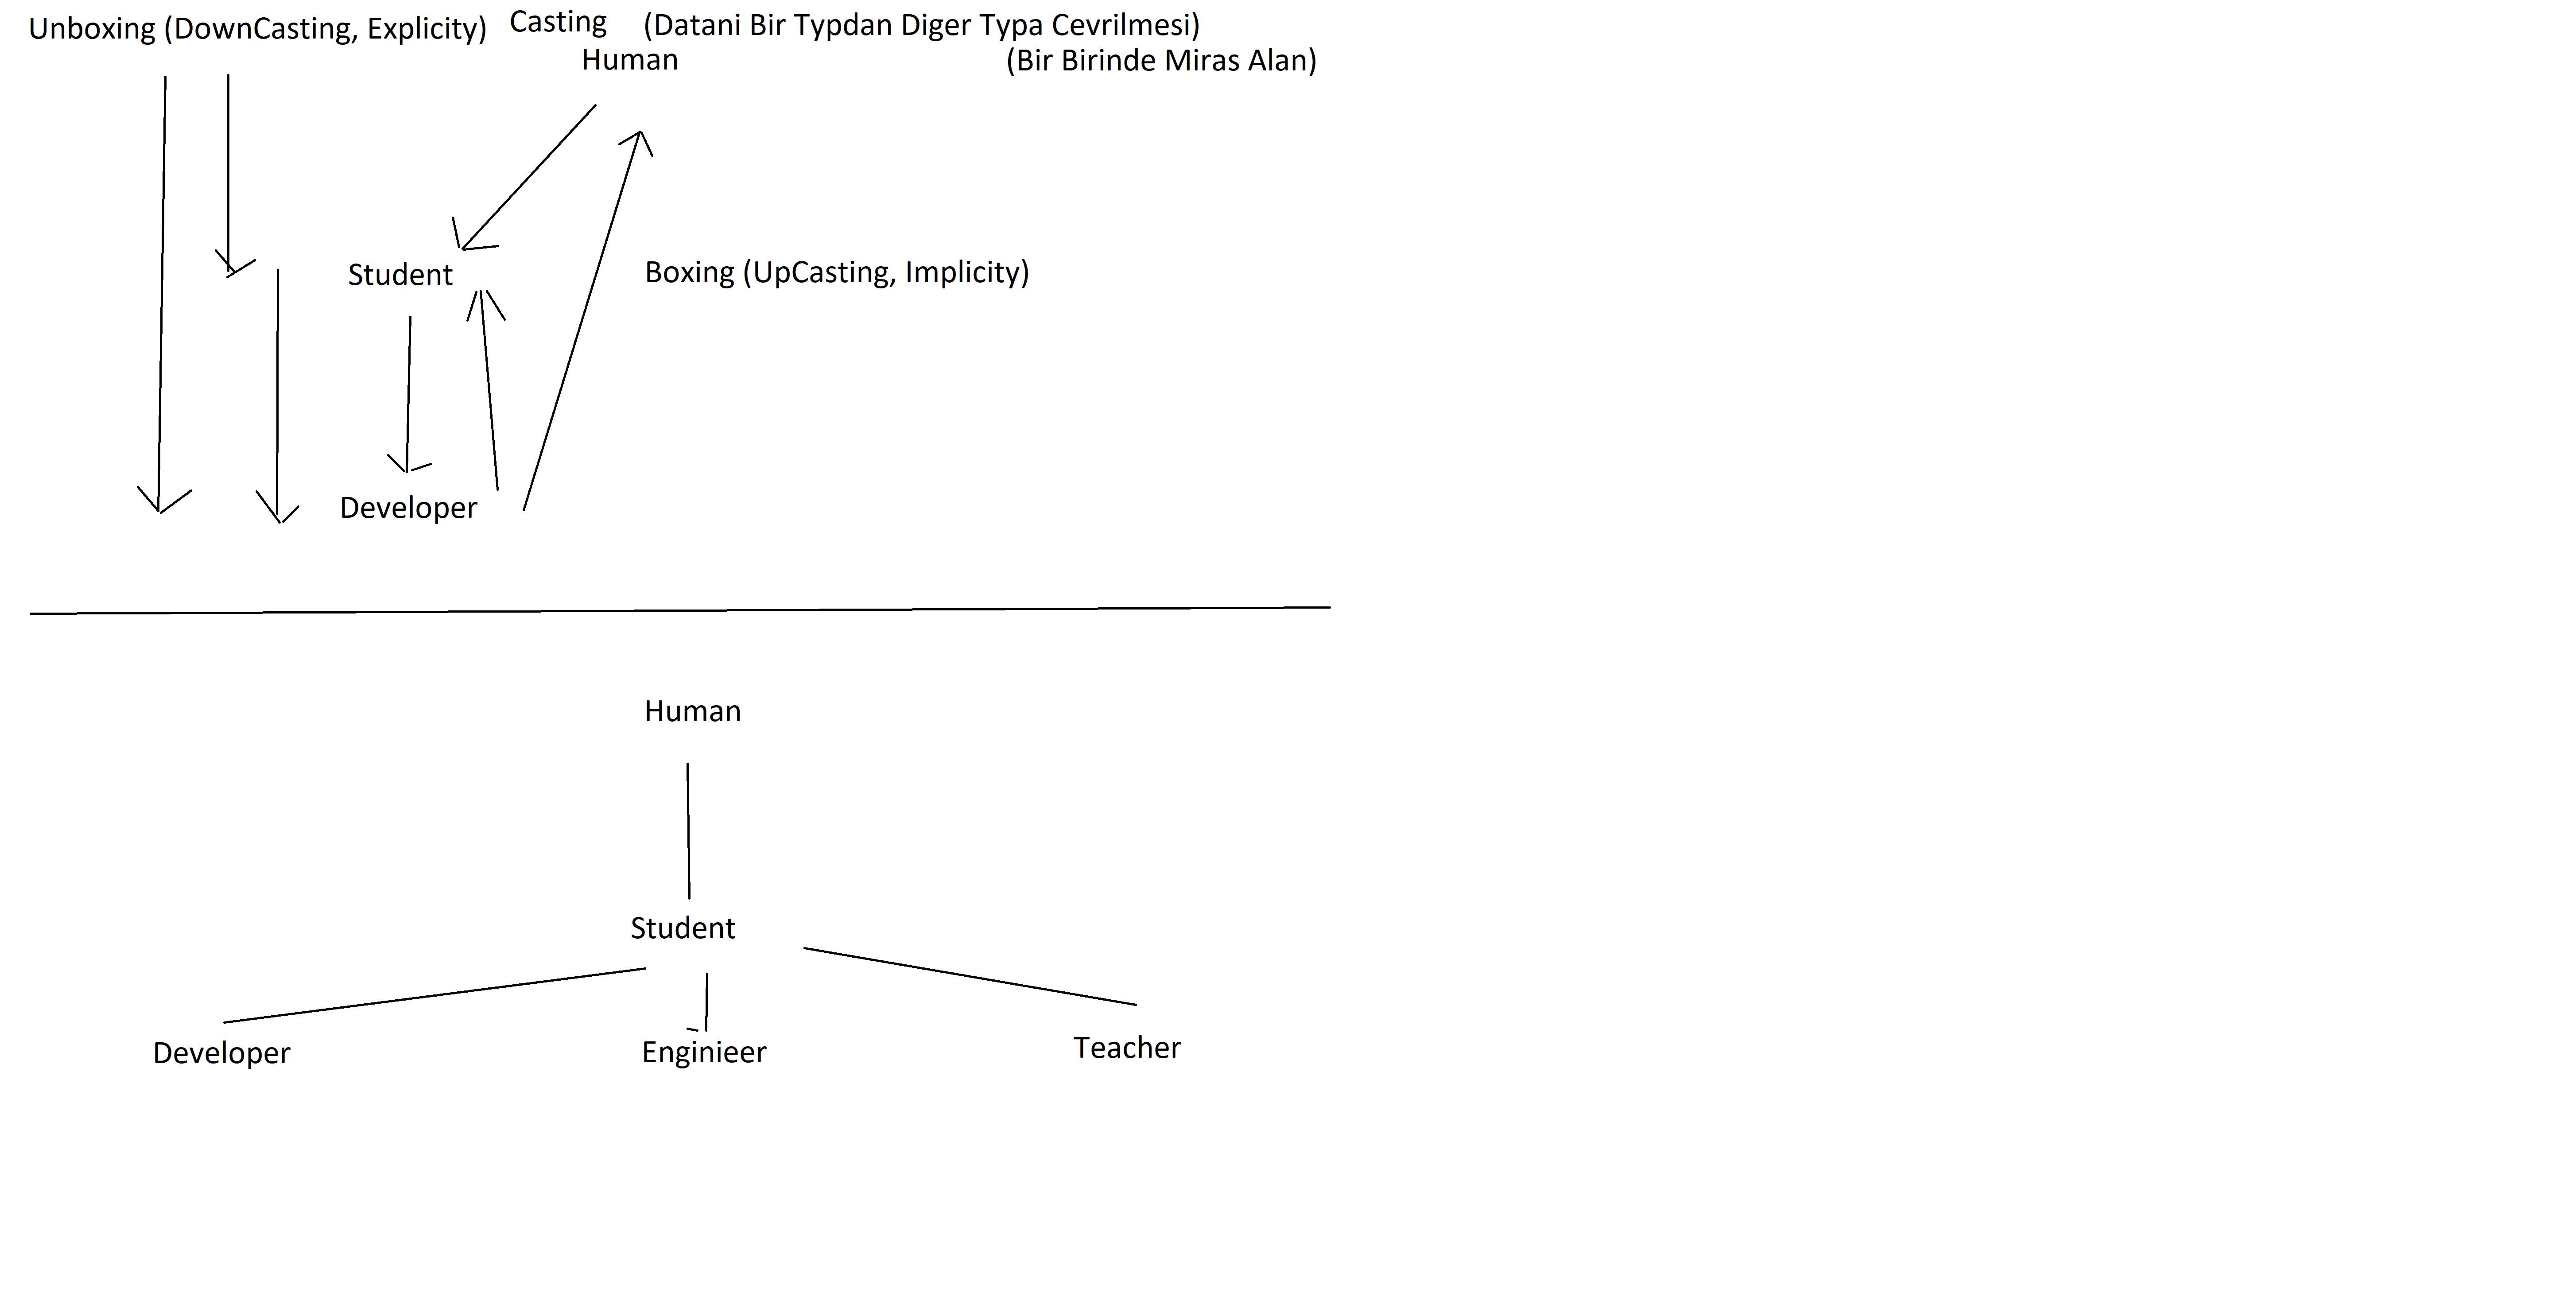 Unboxing (DownCasting, Explicity) Casting (Datani Bir Typdan Diger Typa Cevrilmesi)
Human (Bir Birinde Miras Alan)
Student Boxing (UpCasting, Implicity)
Developer
Human
Student
Developer Enginieer Teacher